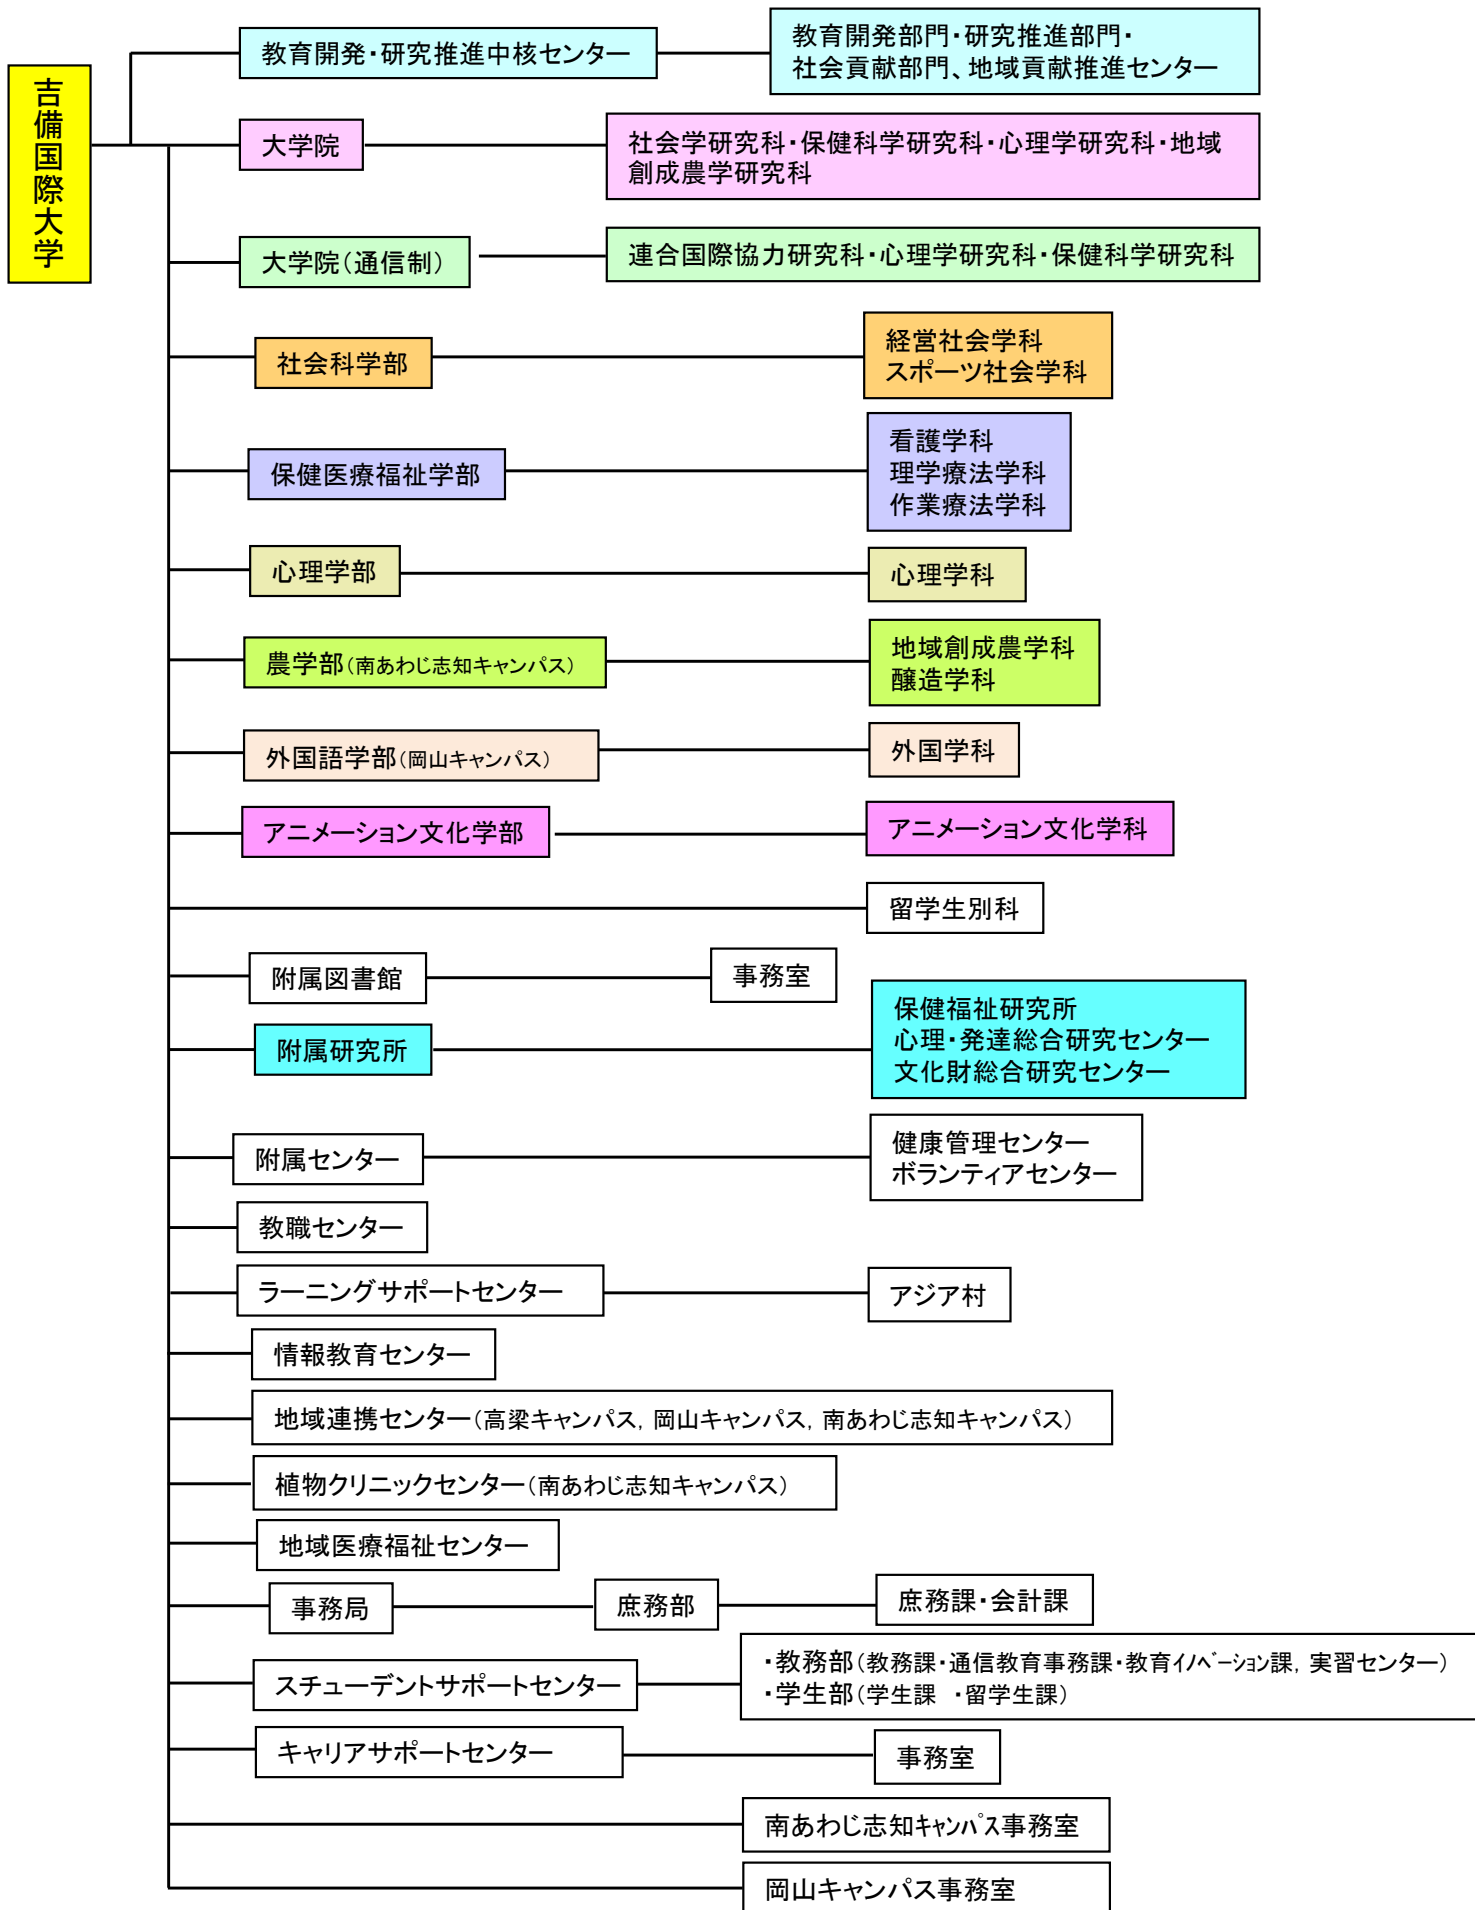 吉備国際大学
教育開発・研究推進中核センター
教育開発部門・研究推進部門・
社会貢献部門、地域貢献推進センター
大学院
社会学研究科・保健科学研究科・心理学研究科・地域
創成農学研究科
大学院（通信制）
連合国際協力研究科・心理学研究科・保健科学研究科
社会科学部
経営社会学科
スポーツ社会学科
保健医療福祉学部
看護学科
理学療法学科
作業療法学科
心理学部
心理学科
農学部（南あわじ志知キャンパス）
地域創成農学科
醸造学科
外国語学部（岡山キャンパス）
外国学科
アニメーション文化学部
アニメーション文化学科
留学生別科
附属図書館
事務室
附属研究所
保健福祉研究所
心理・発達総合研究センター
文化財総合研究センター
附属センター
健康管理センター
ボランティアセンター
教職センター
ラーニングサポートセンター
アジア村
情報教育センター
地域連携センター（高梁キャンパス，岡山キャンパス，南あわじ志知キャンパス）
植物クリニックセンター（南あわじ志知キャンパス）
地域医療福祉センター
事務局
庶務部
庶務課・会計課
スチューデントサポートセンター
・教務部（教務課・通信教育事務課・教育ｲﾉﾍﾞｰｼｮﾝ課，実習センター）
・学生部（学生課　・留学生課）
キャリアサポートセンター
事務室
南あわじ志知ｷｬﾝﾊﾟｽ事務室
岡山キャンパス事務室